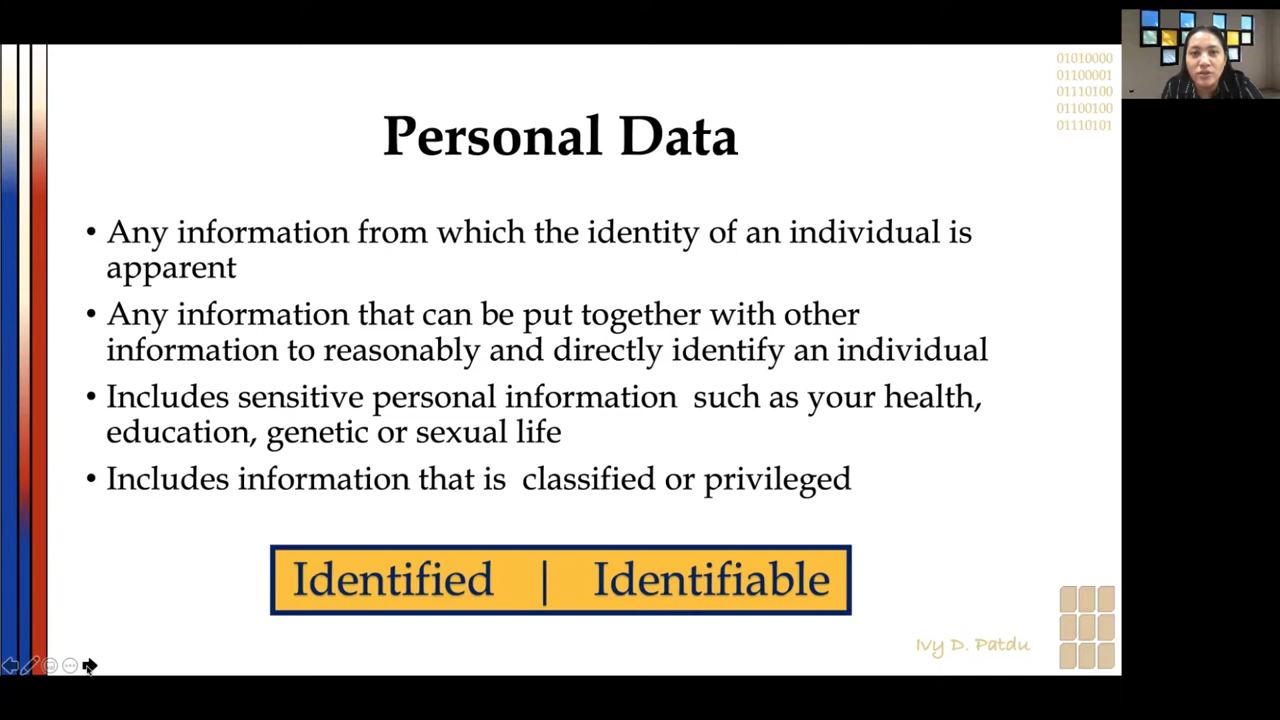 01010000
01100001
01110100
01100100
01110101
Personal Data
• Any information from which the identity of an individual is
apparent
• Any information that can be put together with other
information to reasonably and directly identify an individual
• Includes sensitive personal information  such as your health,
education, genetic or sexual life
• Includes information that is  classified or privileged
Identified | Identifiable
Ivy D. Patdu